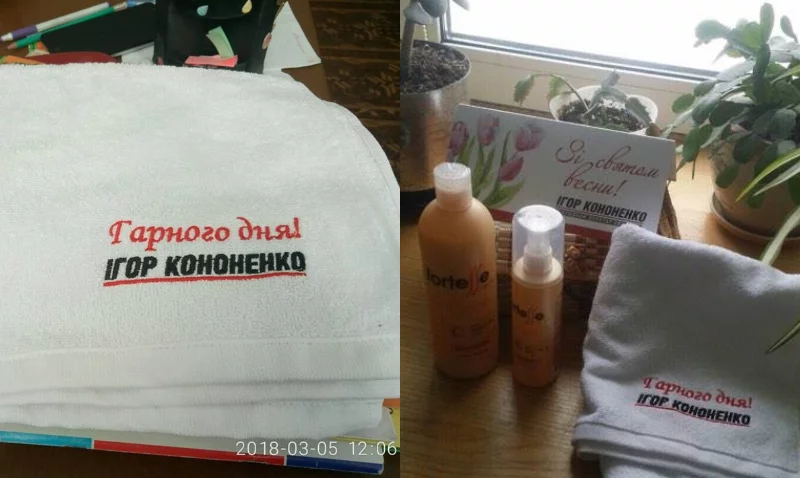 Гарного дня!
ІГОР КОНОНЕНКО
2018-03-05 12:06
Зі святом
весни!
ІГОР КОНОНЕНКО
Гарного дня!
ІГОР КОНОНЕНКО